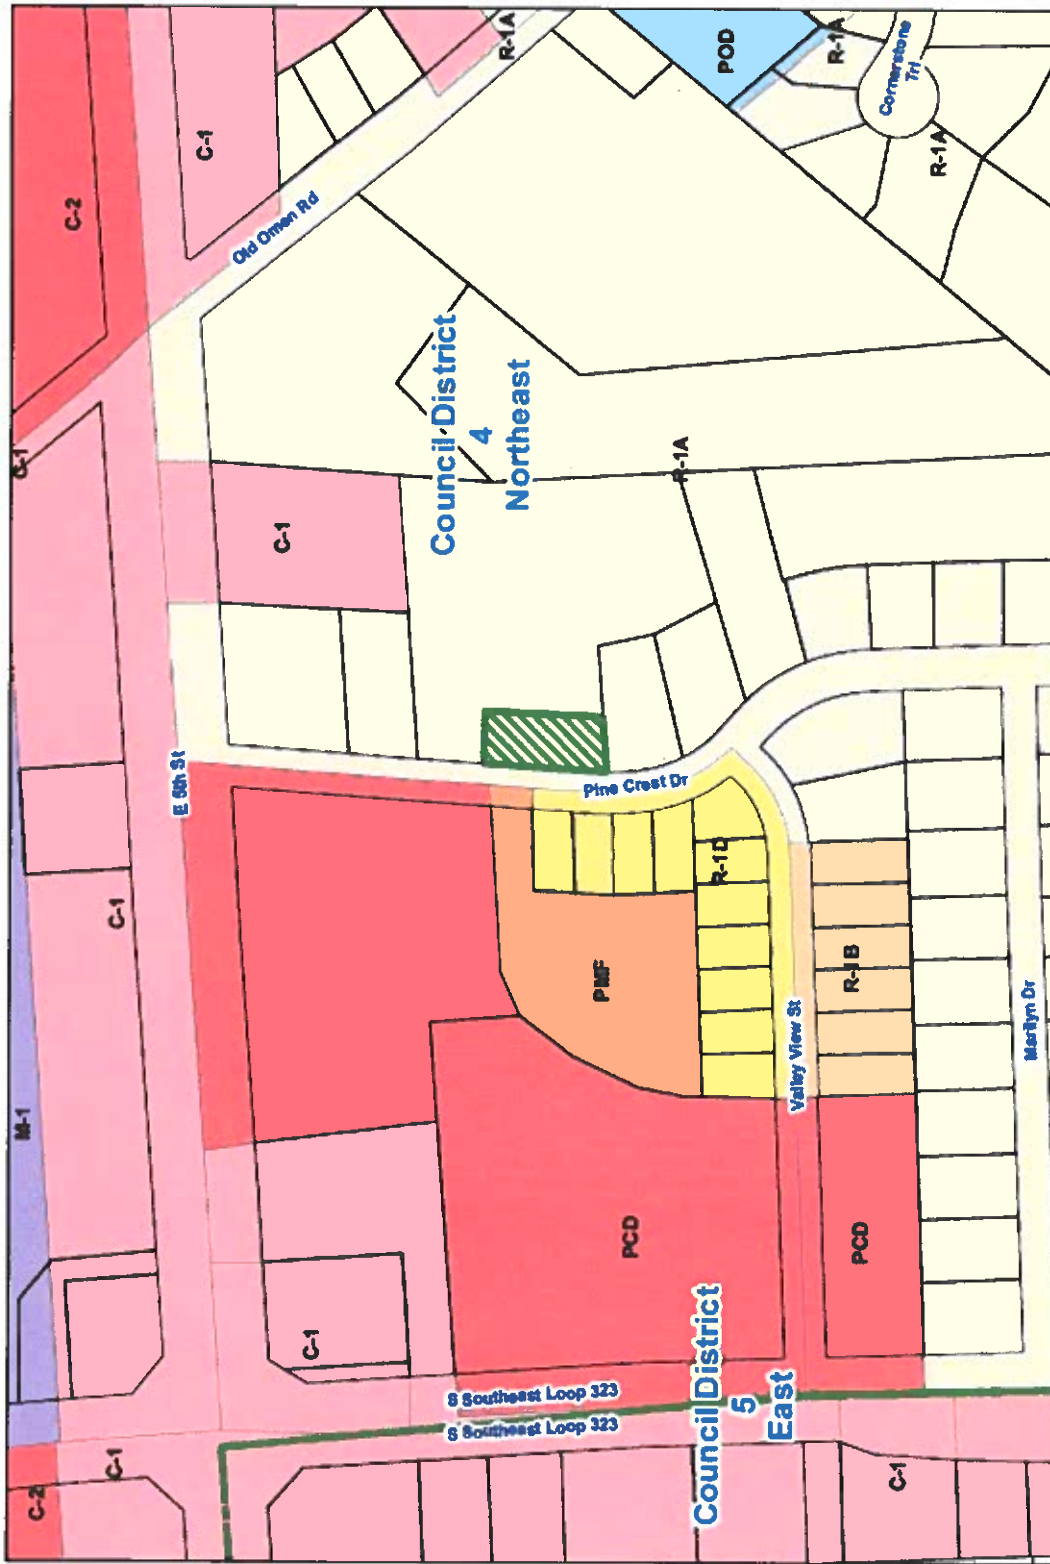 C-2
M-1
C-1
C-2
C-1
C-1
E 5th St
C-1
Old Omen Rd
C-1
C-1
Council District
4
Northeast
S Southeast Loop 323
S Southeast Loop 323
R-1A
PMF
PCD
Pine Crest Dr
R-1A
Council District
5
East
R-1D
POD
Valley View St
R-1A
R-1B
PCD
Cornerstone
Trl
C-1
R-1A
Marilyn Dr